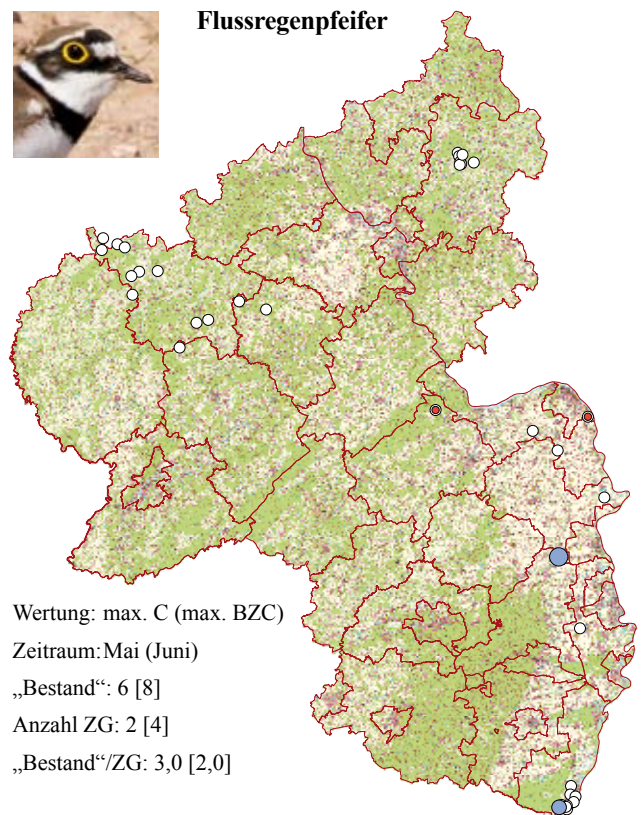 Flussregenpfeifer
Wertung: max. C (max. BZC)
Zeitraum: Mai (Juni)
„Bestand“: 6 [8]
Anzahl ZG: 2 [4]
„Bestand“/ZG: 3,0 [2,0]